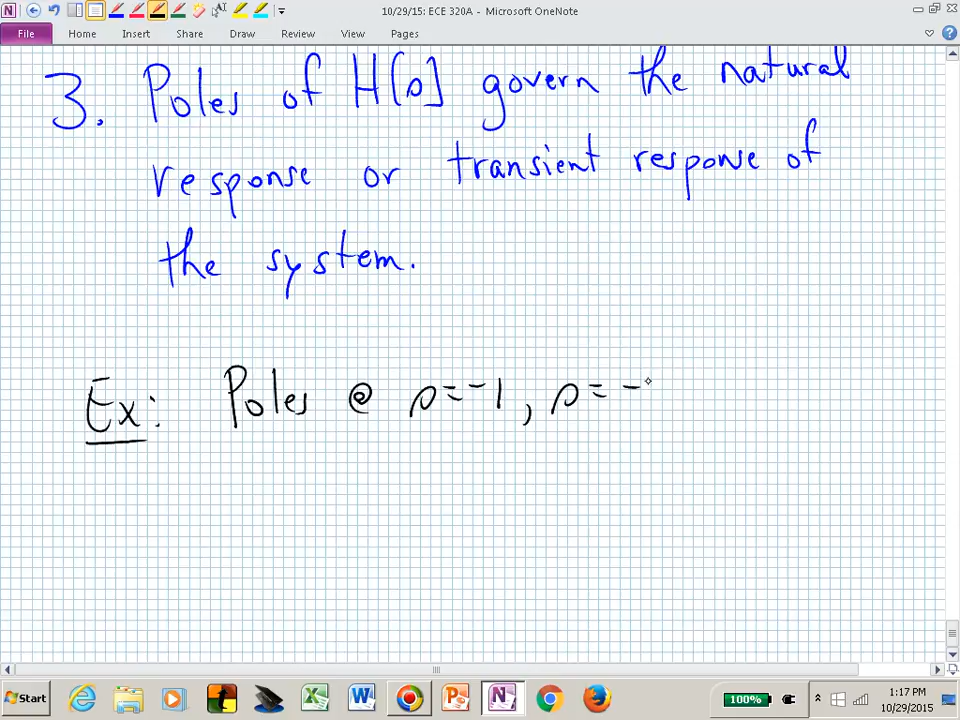 10/29/15: ECE 320A - Microsoft OneNote
File Home Insert Share Draw Review View Pages
3. Poles of H(s) govern the natural
response or transient response of
the system.
Ex: Poles @ s=-1, s=-
Start
100%
1:17 PM
10/29/2015